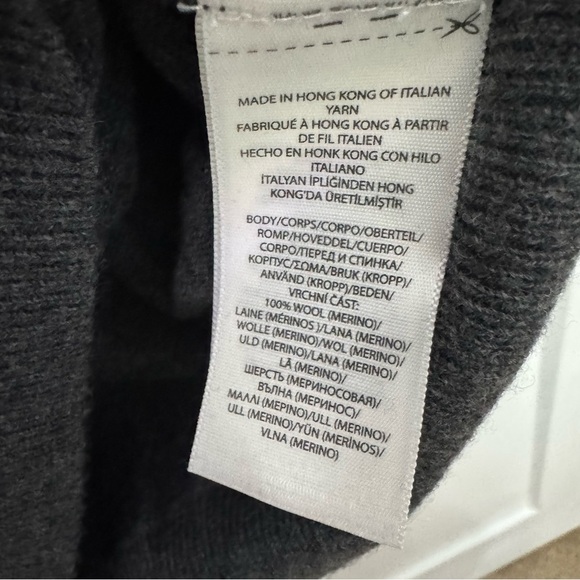 MADE IN HONG KONG OF ITALIAN
YARN
FABRIQUÉ À HONG KONG À PARTIR
DE FIL ITALIEN
HECHO EN HONK KONG CON HILO
ITALIANO
İTALYAN İPLİĞİNDEN HONG
KONG'DA ÜRETİLMİŞTİR
BODY/CORPS/CORPO/OBERTEIL/
ROMP/HOVEDDEL/CUERPO/
CORPO/ПЕРЕД И СПИНКА/
КОРПУС/ΣΩΜΑ/BRUK (KROPP)/
ANVÄND (KROPP)/BEDEN/
VRCHNÍ ČÁST:
100% WOOL (MERINO)/
LAINE (MÉRINOS )/LANA (MERINO)/
WOLLE (MERINO)/WOL (MERINO)/
ULD (MERINO)/LANA (MERINO)/
LÃ (MERINO)/
ШЕРСТЬ (МЕРИНОСОВАЯ)/
ВЪЛНА (МЕРИНОС)/
ΜΑΛΛΙ (ΜΕΡΙΝΟ)/ULL (MERINO)/
ULL (MERINO)/YÜN (MERİNOS)/
VLNA (MERINO)